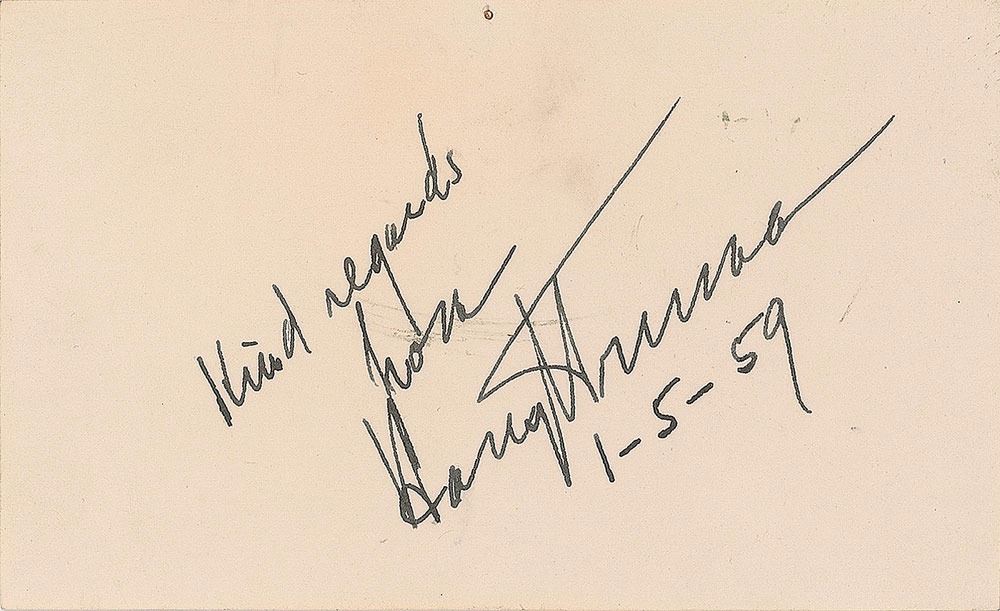 Kind regards
from
Harry Truman
1-5-59